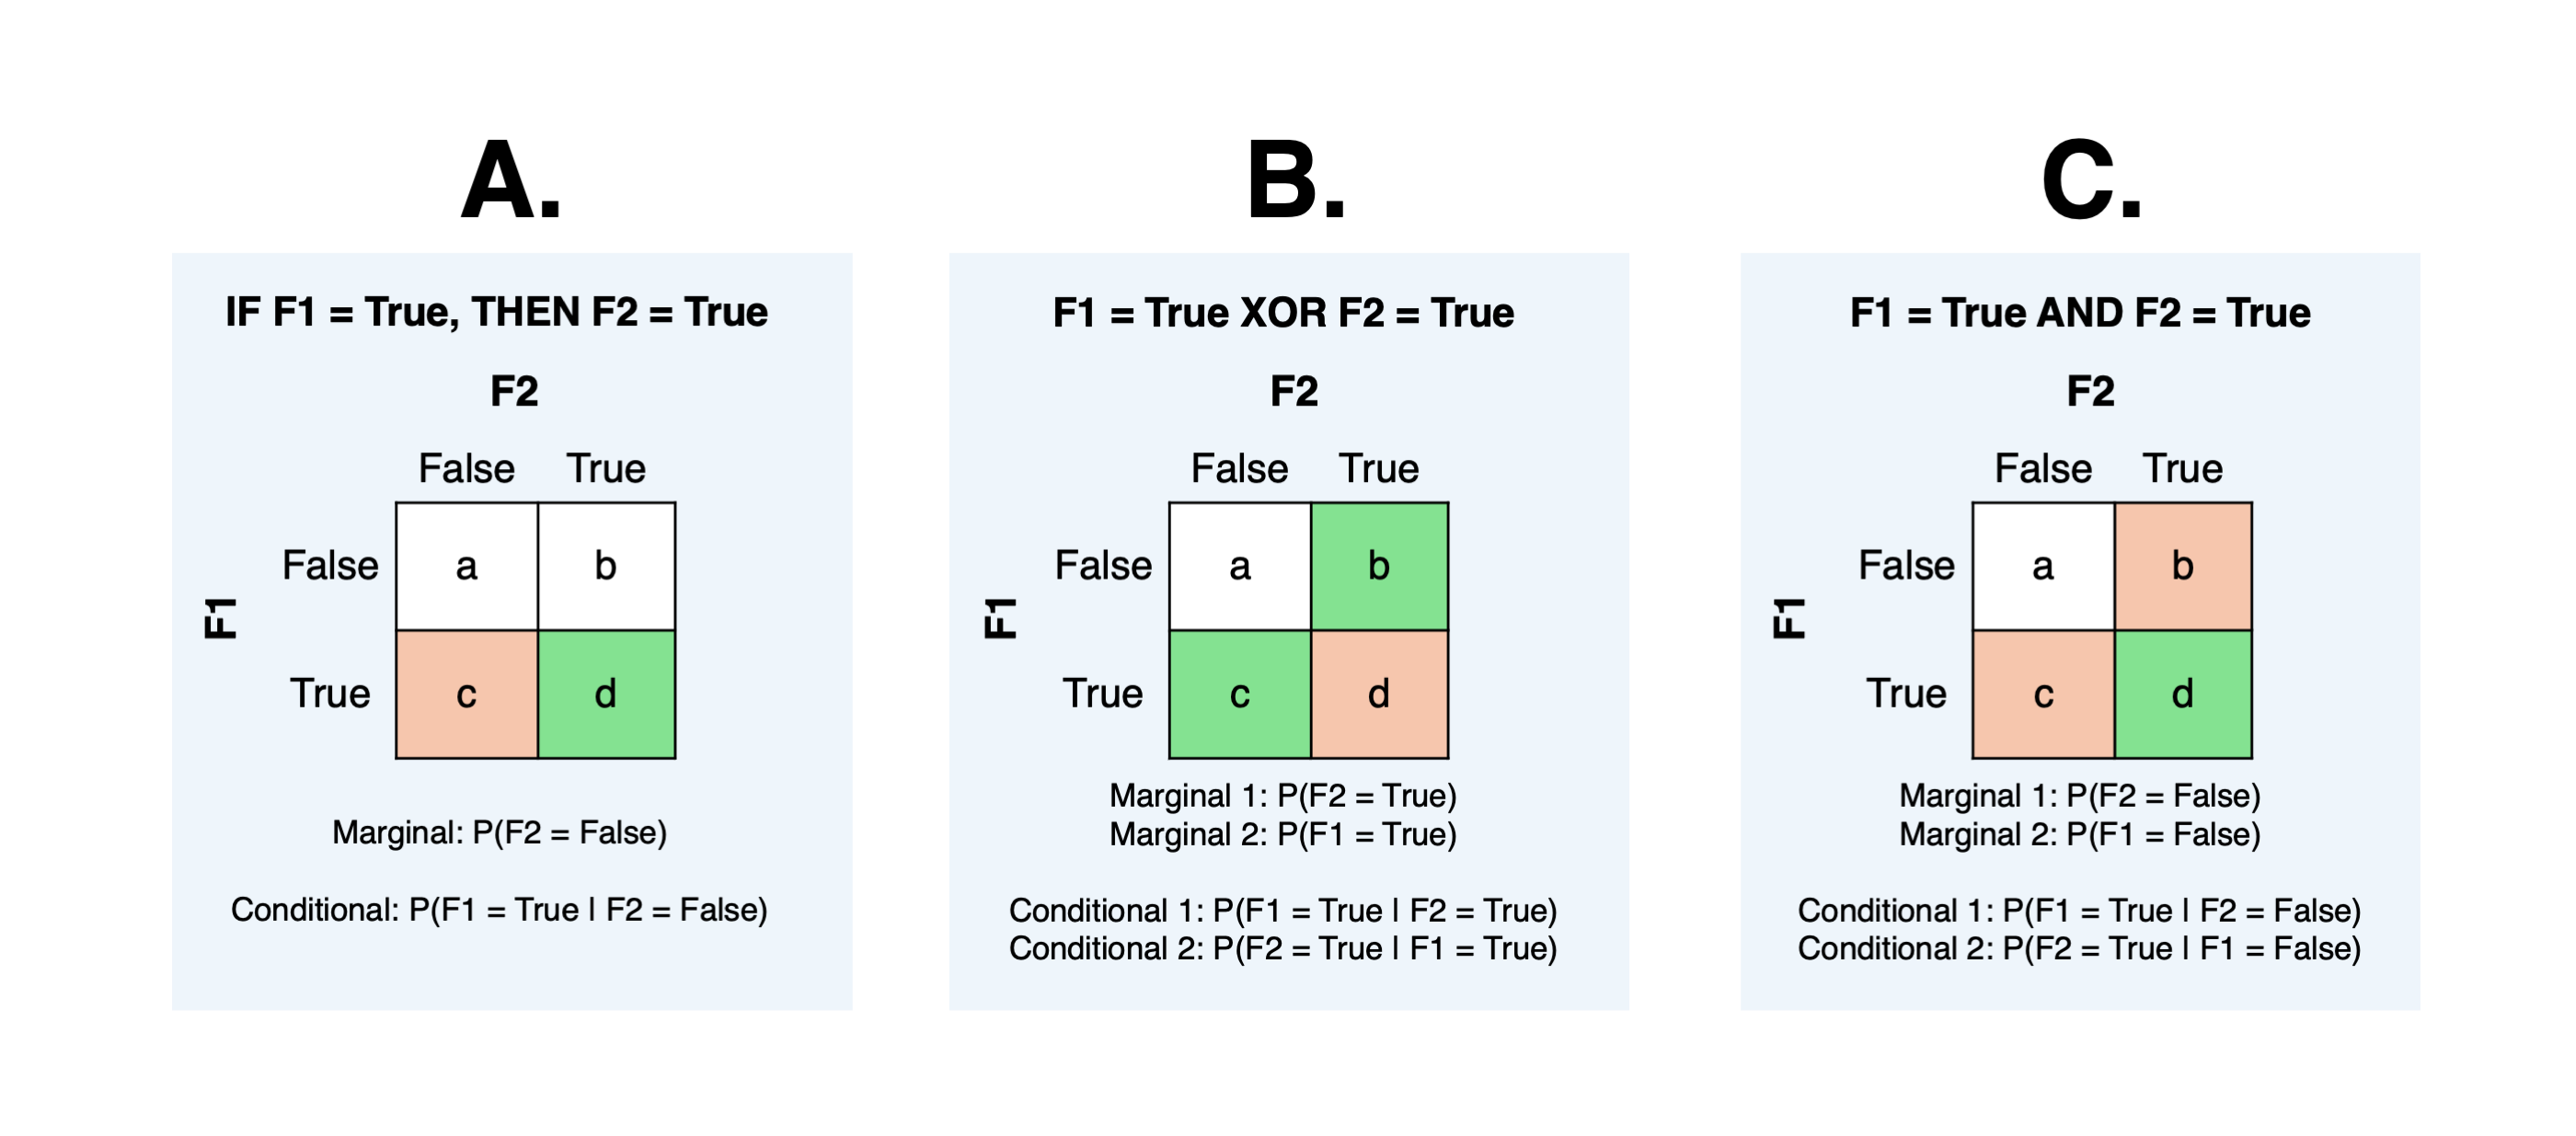 A.
IF F1 = True, THEN F2 = True
F2
False True
F1
False a b
True c d
Marginal: P(F2 = False)
Conditional: P(F1 = True | F2 = False)
B.
F1 = True XOR F2 = True
F2
False True
F1
False a b
True c d
Marginal 1: P(F2 = True)
Marginal 2: P(F1 = True)
Conditional 1: P(F1 = True | F2 = True)
Conditional 2: P(F2 = True | F1 = True)
C.
F1 = True AND F2 = True
F2
False True
F1
False a b
True c d
Marginal 1: P(F2 = False)
Marginal 2: P(F1 = False)
Conditional 1: P(F1 = True | F2 = False)
Conditional 2: P(F2 = True | F1 = False)